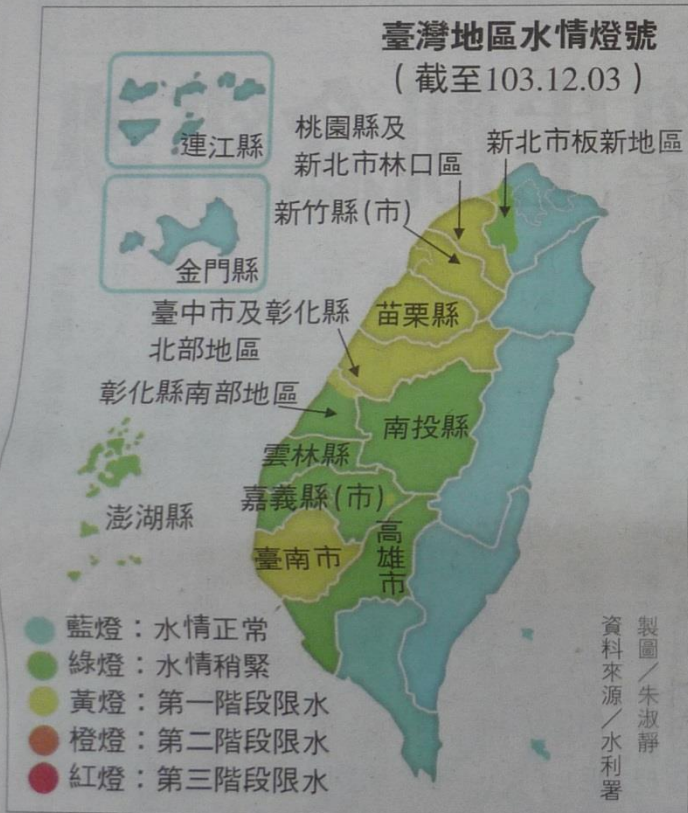 臺灣地區水情燈號
(截至103.12.03)
連江縣
金門縣
桃園縣及
新北市林口區
新北市板新地區
新竹縣(市)
臺中市及彰化縣
北部地區
苗栗縣
彰化縣南部地區
南投縣
雲林縣
嘉義縣(市)
澎湖縣
臺南市
高雄市
藍燈：水情正常
綠燈：水情稍緊
黃燈：第一階段限水
橙燈：第二階段限水
紅燈：第三階段限水
製圖／朱淑靜
資料來源／水利署